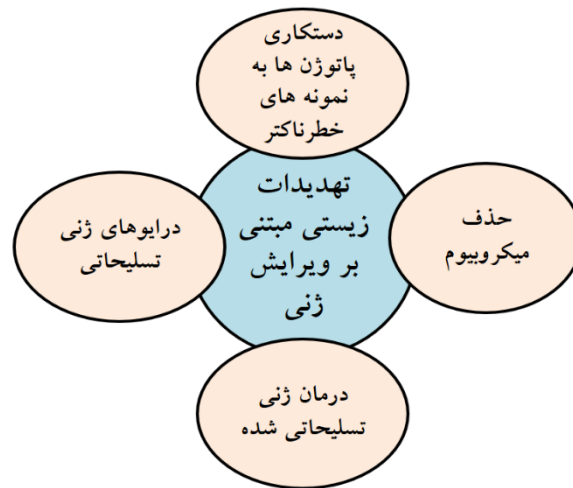 دستکاری
پاتوژن ها به
نمونه های
خطرناکتر
تهدیدات
زیستی مبتنی
بر ویرایش
ژنی
حذف
میکروبیوم
درایوهای ژنی
تسلیحاتی
درمان ژنی
تسلیحاتی شده